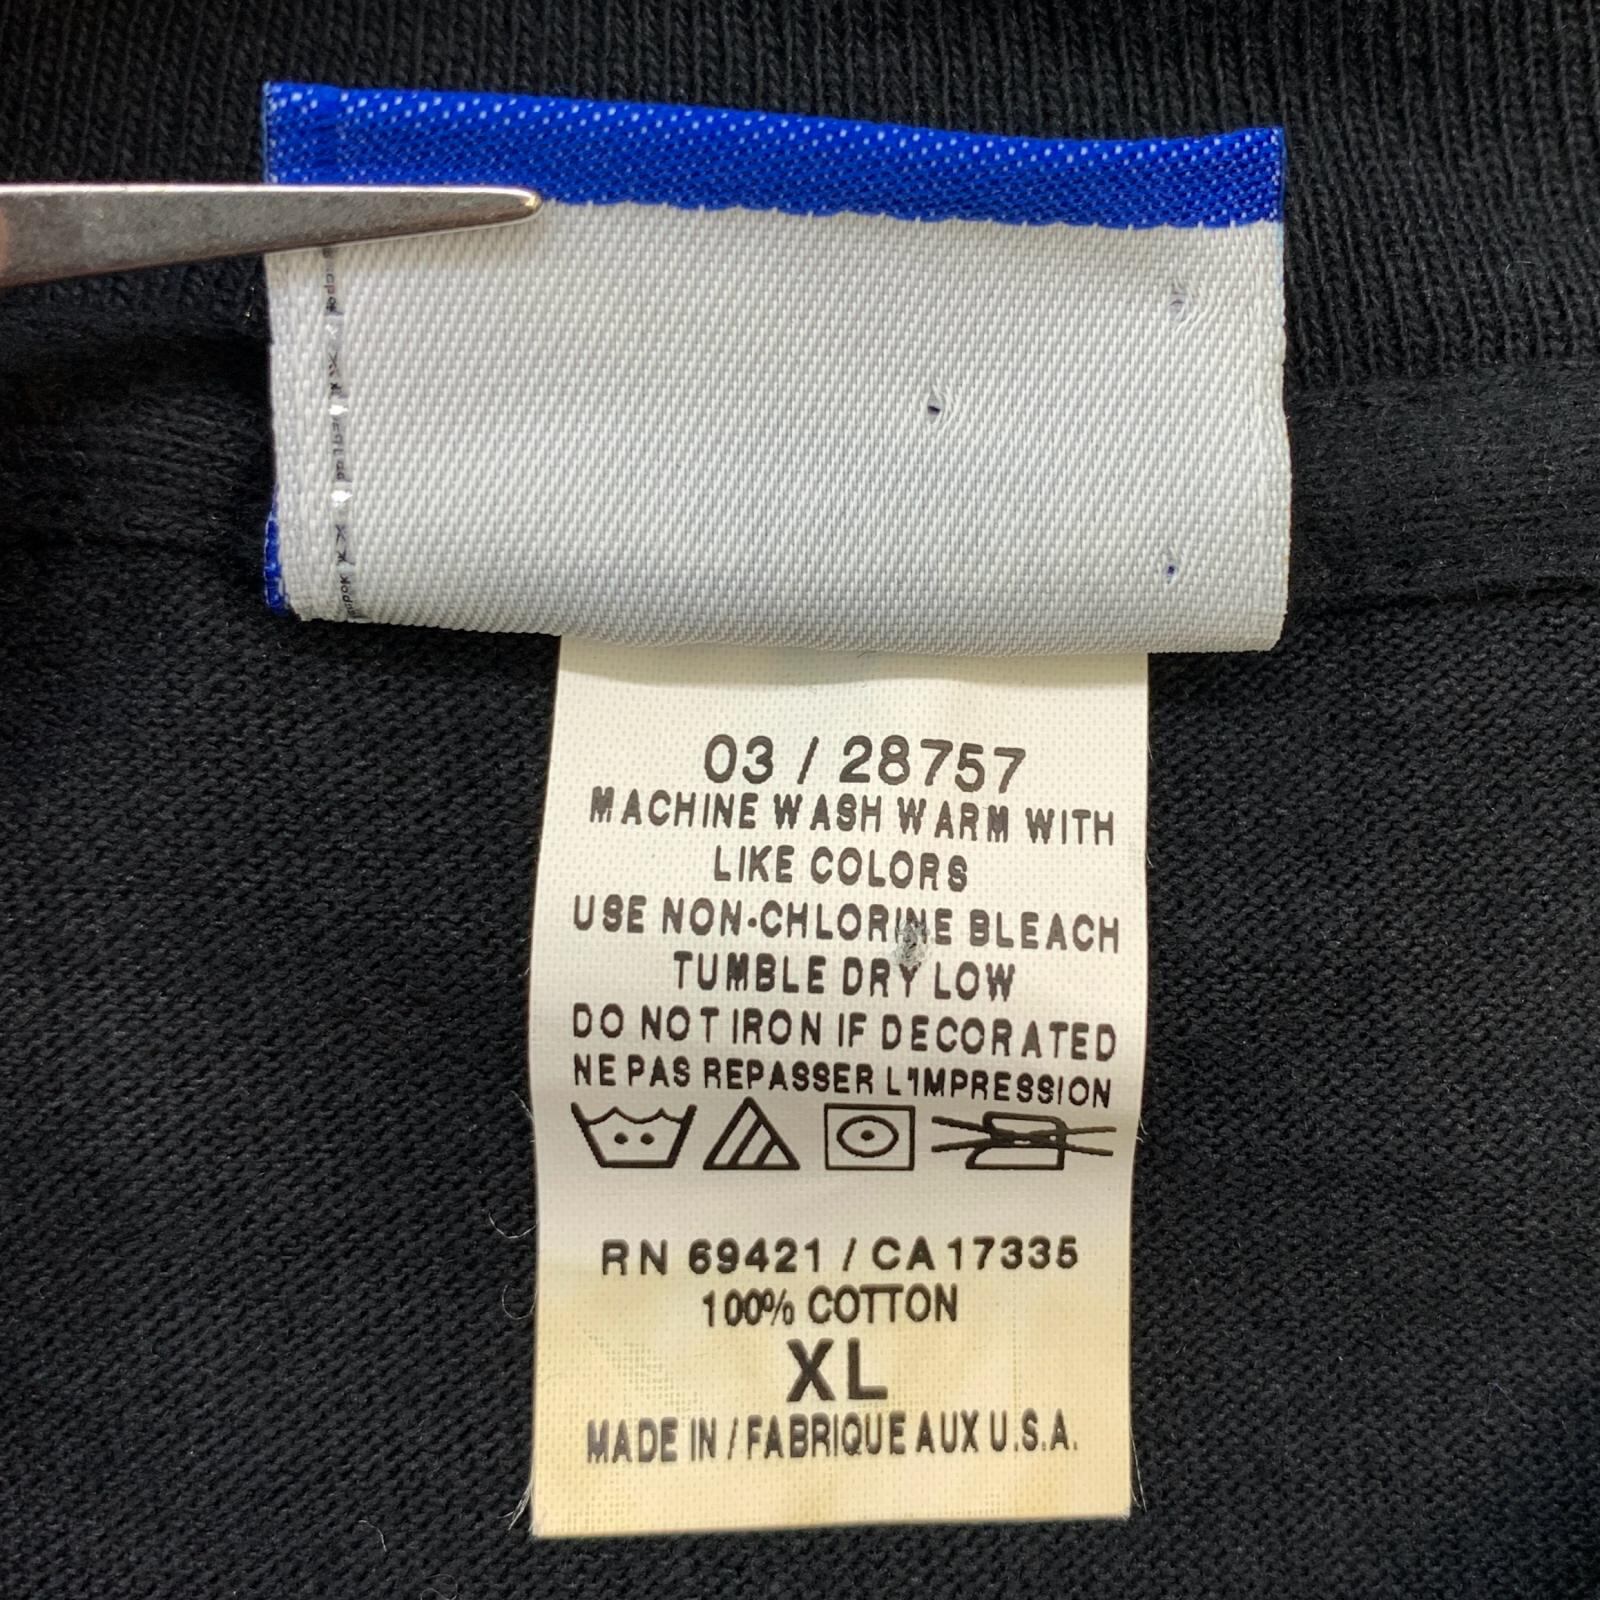 03 / 28757
MACHINE WASH WARM WITH
LIKE COLORS
USE NON-CHLORINE BLEACH
TUMBLE DRY LOW
DO NOT IRON IF DECORATED
NE PAS REPASSER L'IMPRESSION
RN 69421 / CA 17335
100% COTTON
XL
MADE IN / FABRIQUE AUX U.S.A.